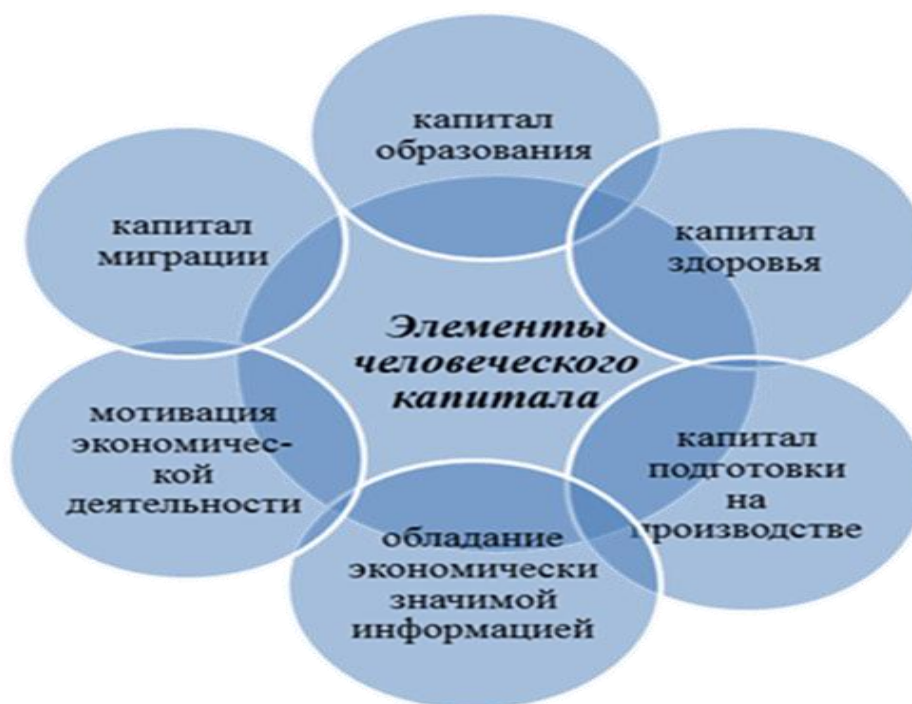 капитал
образования
капитал
здоровья
капитал
подготовки
на
производстве
обладание
экономически
значимой
информацией
мотивация
экономичес-
кой
деятельности
капитал
миграции
Элементы
человеческого
капитала